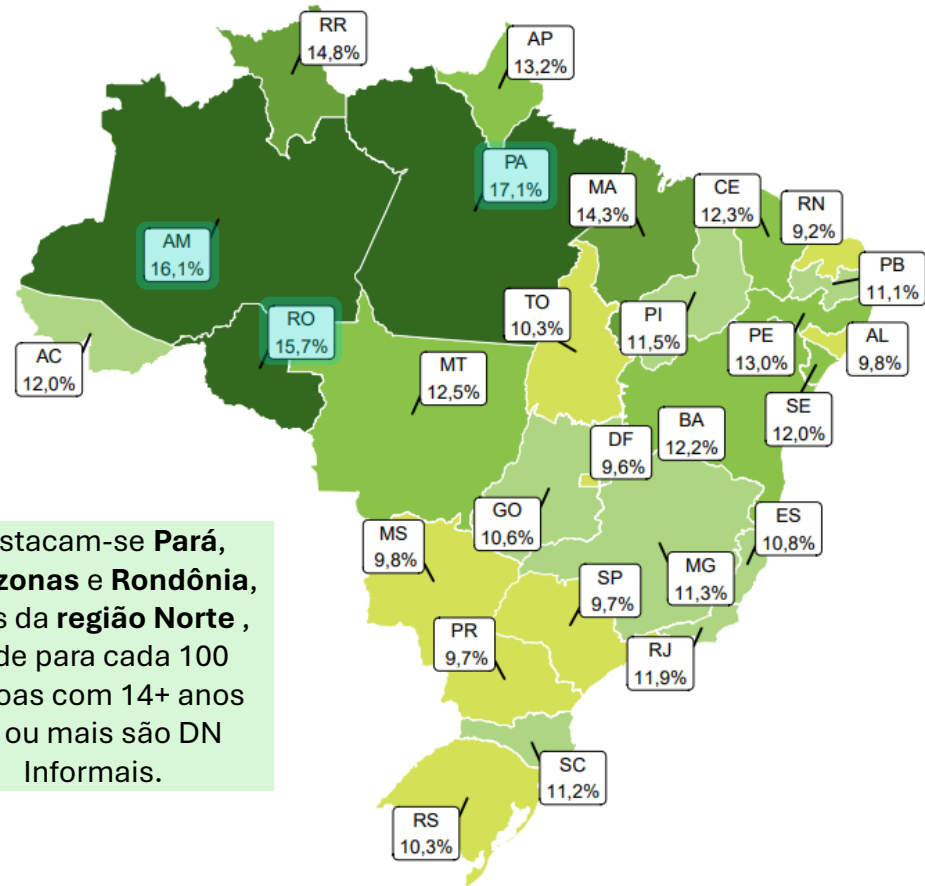 RR
14,8%
AP
13,2%
PA
17,1%
MA
14,3%
CE
12,3%
RN
9,2%
AM
16,1%
PB
11,1%
RO
15,7%
TO
10,3%
PI
11,5%
PE
13,0%
AL
9,8%
AC
12,0%
MT
12,5%
SE
12,0%
BA
12,2%
DF
9,6%
GO
10,6%
ES
10,8%
MS
9,8%
MG
11,3%
SP
9,7%
PR
9,7%
RJ
11,9%
SC
11,2%
RS
10,3%
stacam-se Pará,
zonas e Rondônia,
s da região Norte ,
de para cada 100
oas com 14+ anos
ou mais são DN
Informais.